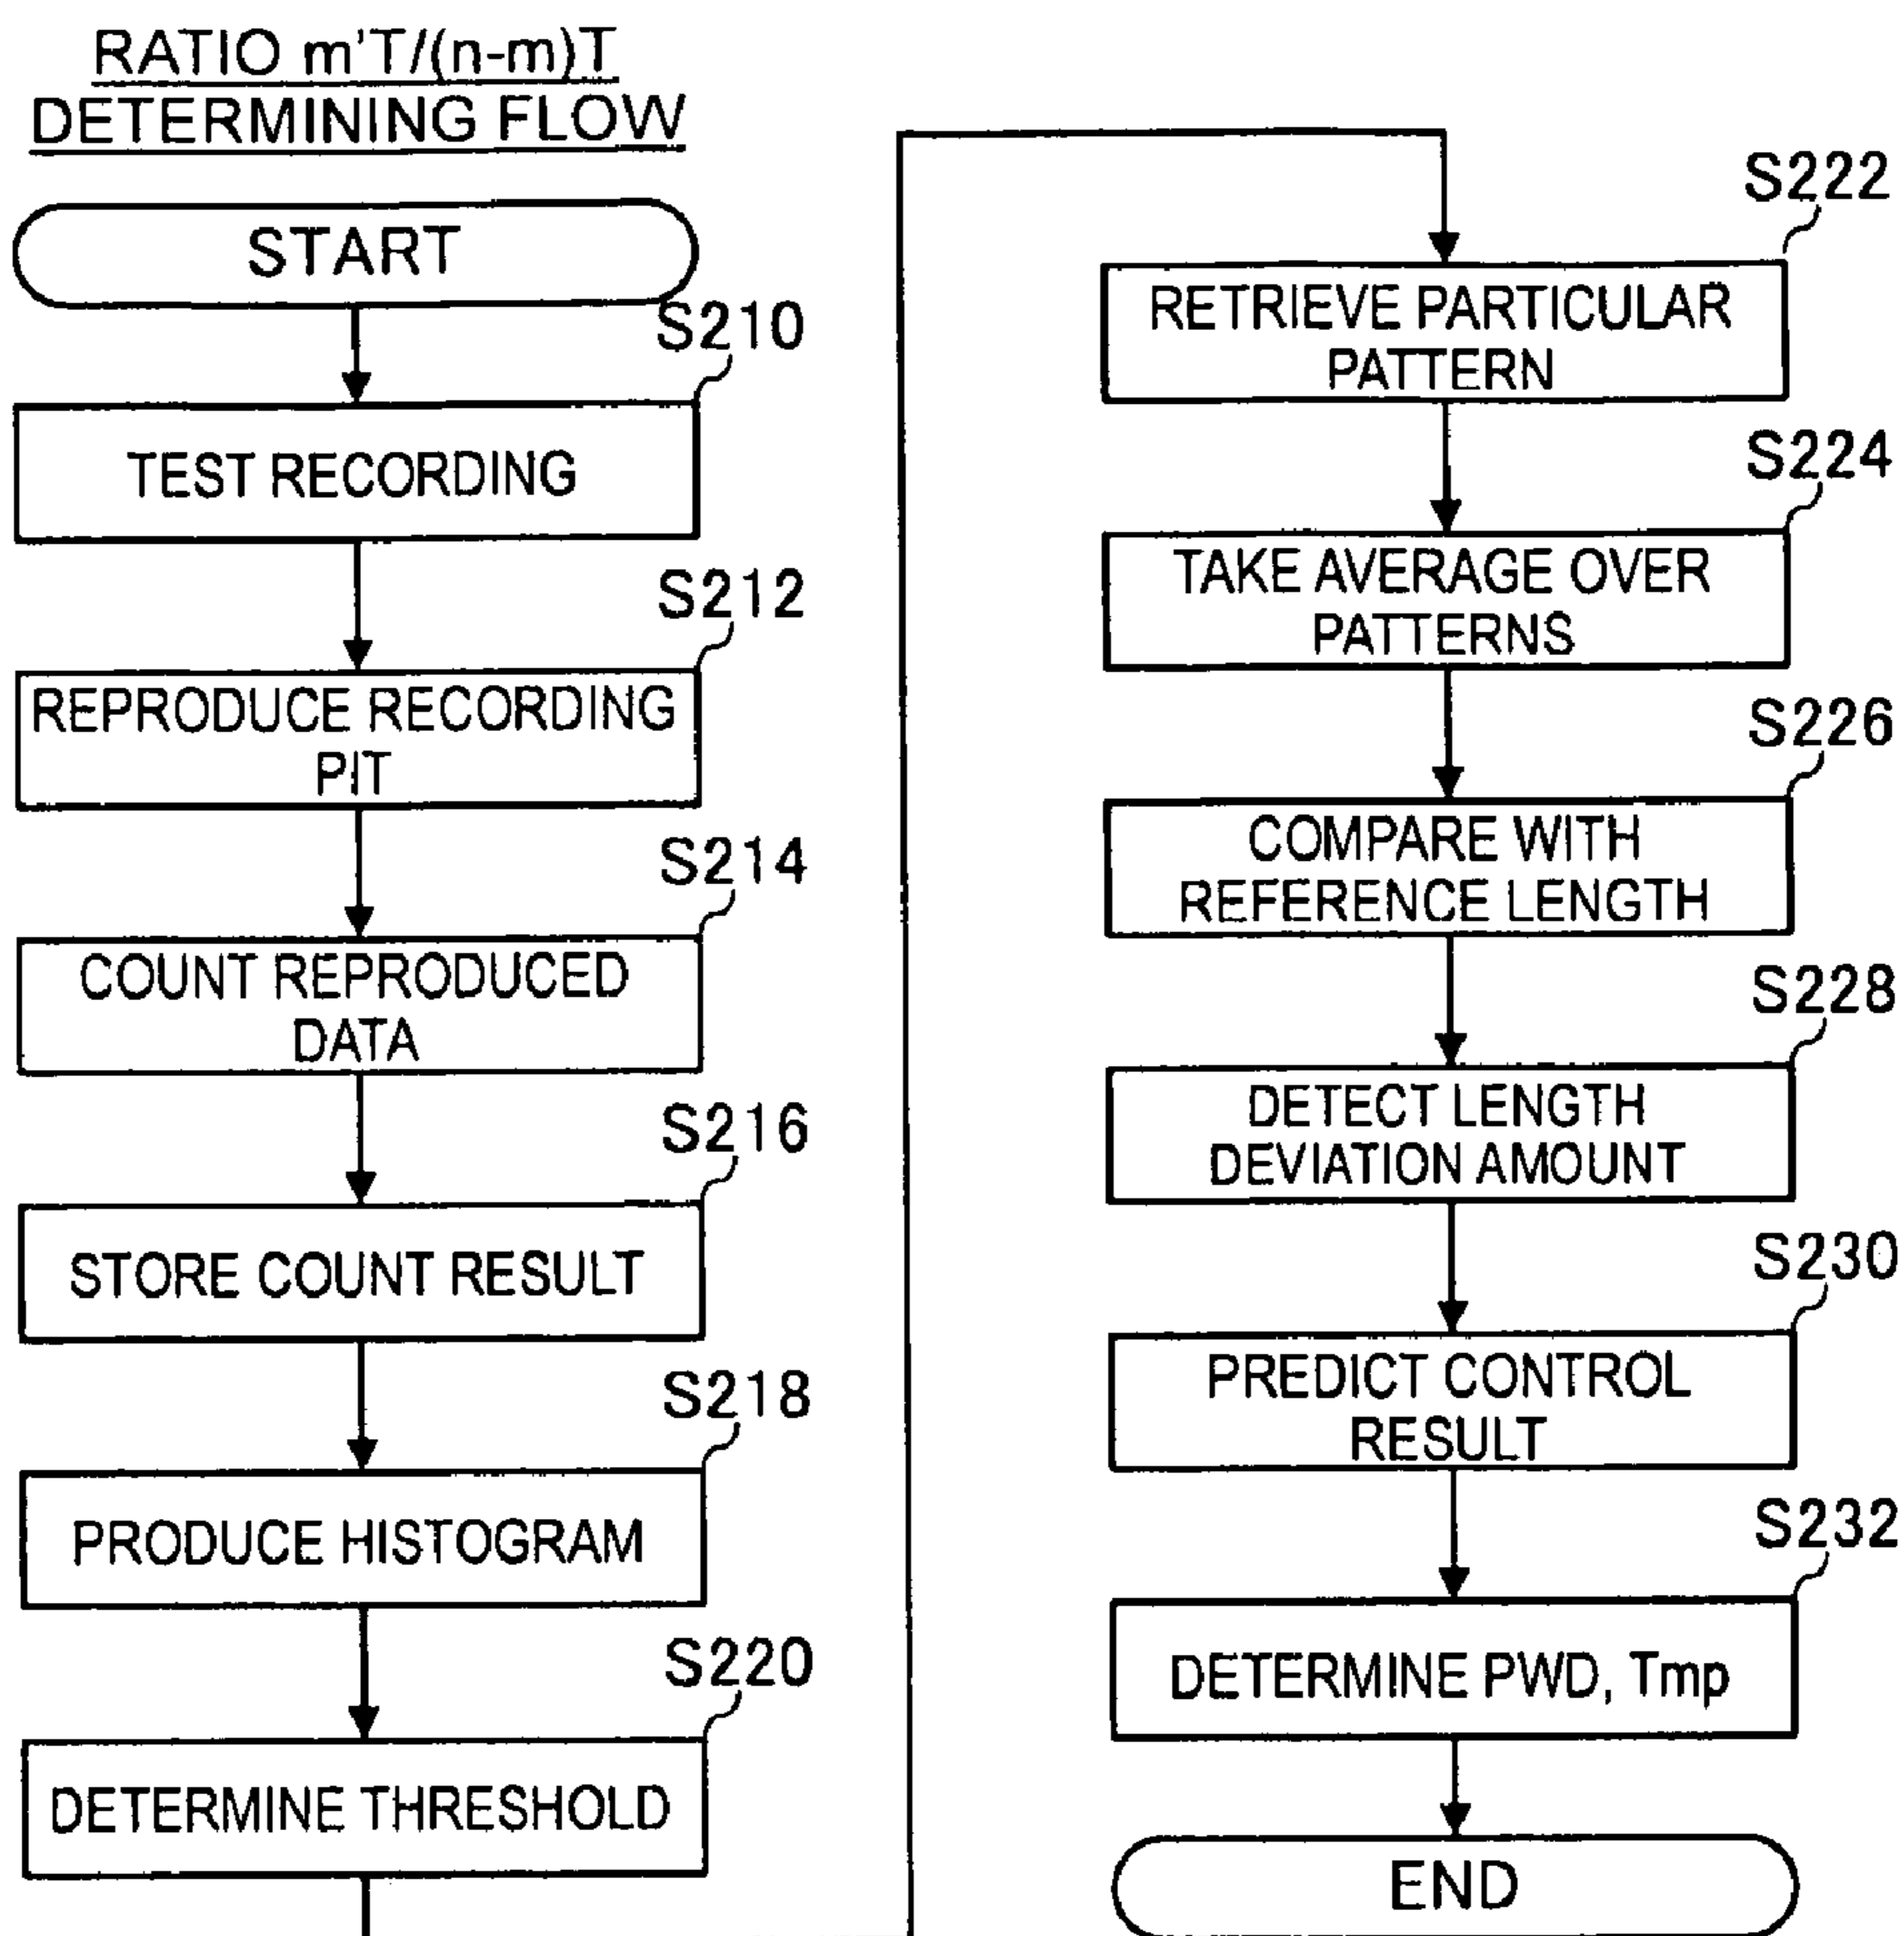 RATIO m'T/(n-m)T
DETERMINING FLOW
START
S210
TEST RECORDING
S212
REPRODUCE RECORDING
PIT
S214
COUNT REPRODUCED
DATA
S216
STORE COUNT RESULT
S218
PRODUCE HISTOGRAM
S220
DETERMINE THRESHOLD
S222
RETRIEVE PARTICULAR
PATTERN
S224
TAKE AVERAGE OVER
PATTERNS
S226
COMPARE WITH
REFERENCE LENGTH
S228
DETECT LENGTH
DEVIATION AMOUNT
S230
PREDICT CONTROL
RESULT
S232
DETERMINE PWD, Tmp
END